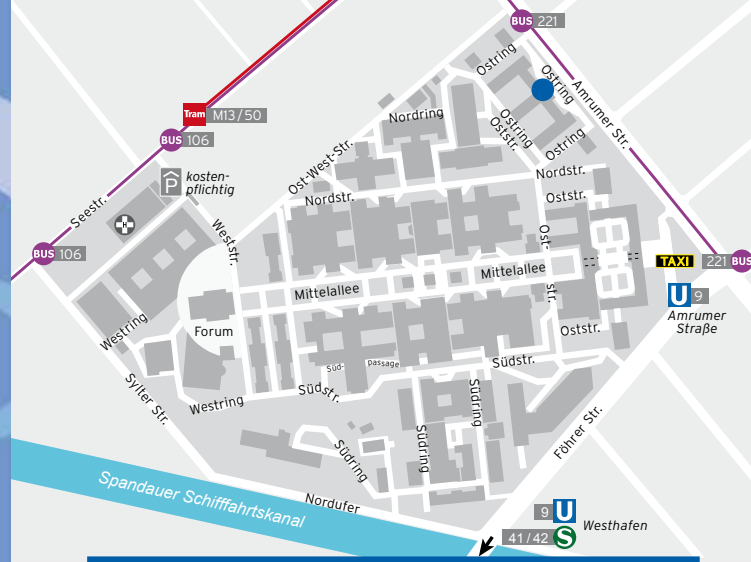 BUS 221
Ostring
Ostring
Amrumer Str.
Tram M13/50
BUS 106
Nordring
Ostring
Oststr.
Ostring
kosten-
pflichtig
P
Ost-West-Str.
Nordstr.
Nordstr.
Oststr.
Seestr.
H
Weststr.
BUS 106
Ost-
str.
TAXI 221 BUS
Mittelallee
Mittelallee
U 9
Amrumer
Straße
Westring
Forum
Oststr.
Süd-
passage
Südstr.
Südstr.
Sylter Str.
Westring
Südring
Südring
Südring
Föhrer Str.
Spandauer Schifffahrtskanal
Nordufer
9 U
Westhafen
41/42 S